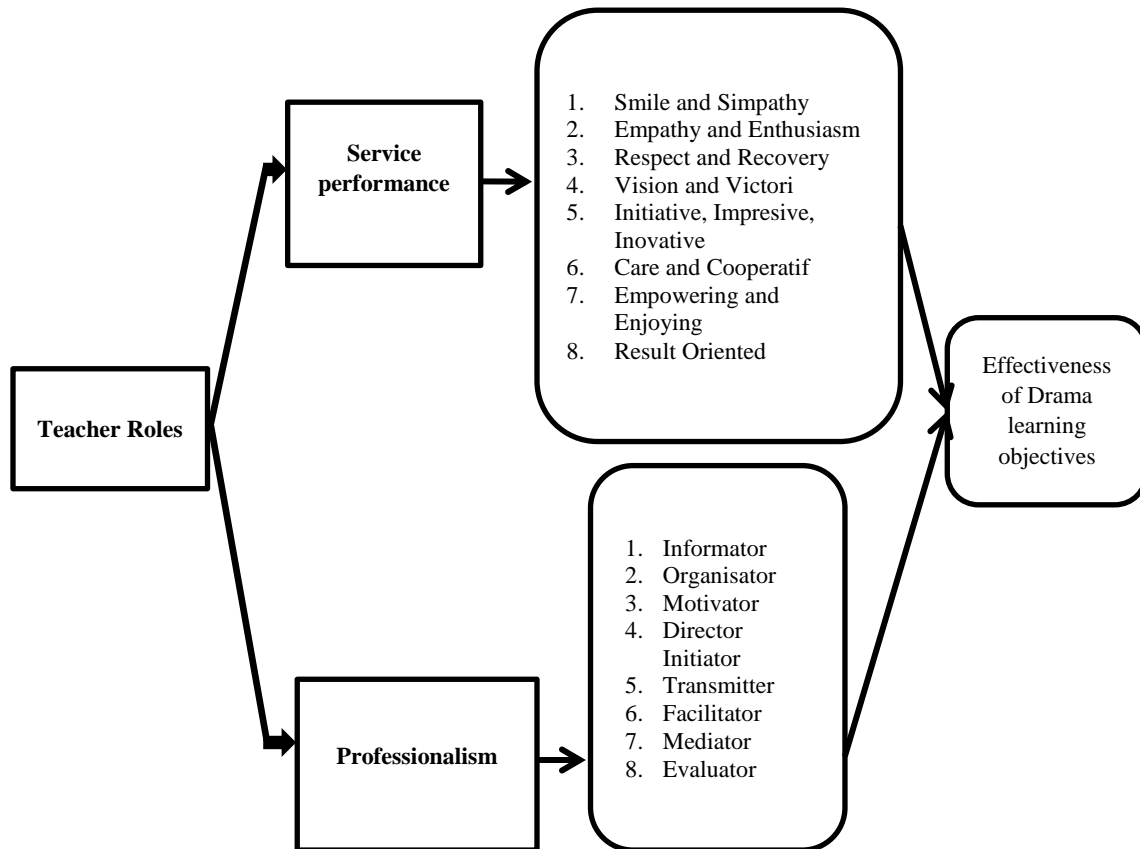 Teacher Roles
Service
performance
1. Smile and Simpathy
2. Empathy and Enthusiasm
3. Respect and Recovery
4. Vision and Victori
5. Initiative, Impresive,
Inovative
6. Care and Cooperatif
7. Empowering and
Enjoying
8. Result Oriented
Professionalism
1. Informator
2. Organisator
3. Motivator
4. Director
Initiator
5. Transmitter
6. Facilitator
7. Mediator
8. Evaluator
Effectiveness
of Drama
learning
objectives